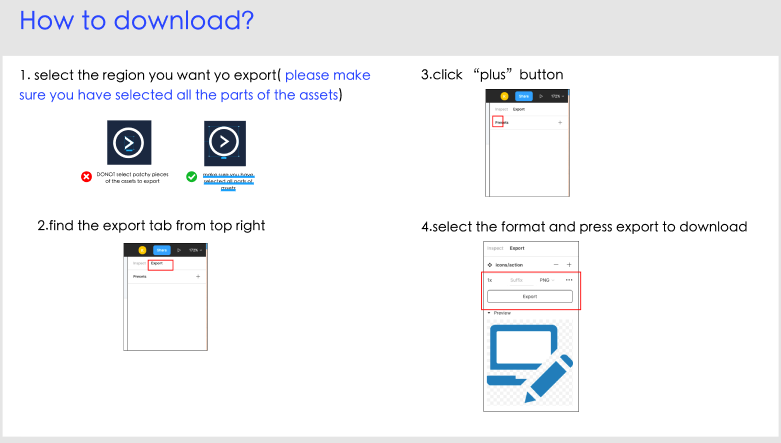 How to download?
1. select the region you want yo export( please make
sure you have selected all the parts of the assets)
DONOT select patchy pieces
of the assets to export
make sure you have
selected all parts of
assets
2.find the export tab from top right
Share
172%
Inspect Export
Presets +
3.click “plus” button
Share
172%
Inspect Export
Presets +
4.select the format and press export to download
Inspect Export
icons/action − +
1x Suffix PNG ...
Export
Preview